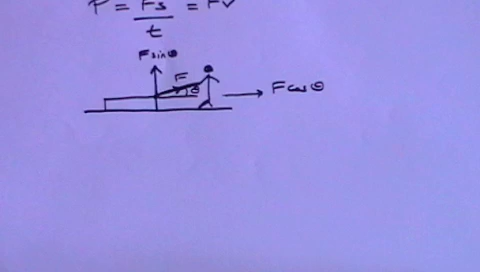 P = Fs = Fv
t
F sin θ
F
θ
F cos θ